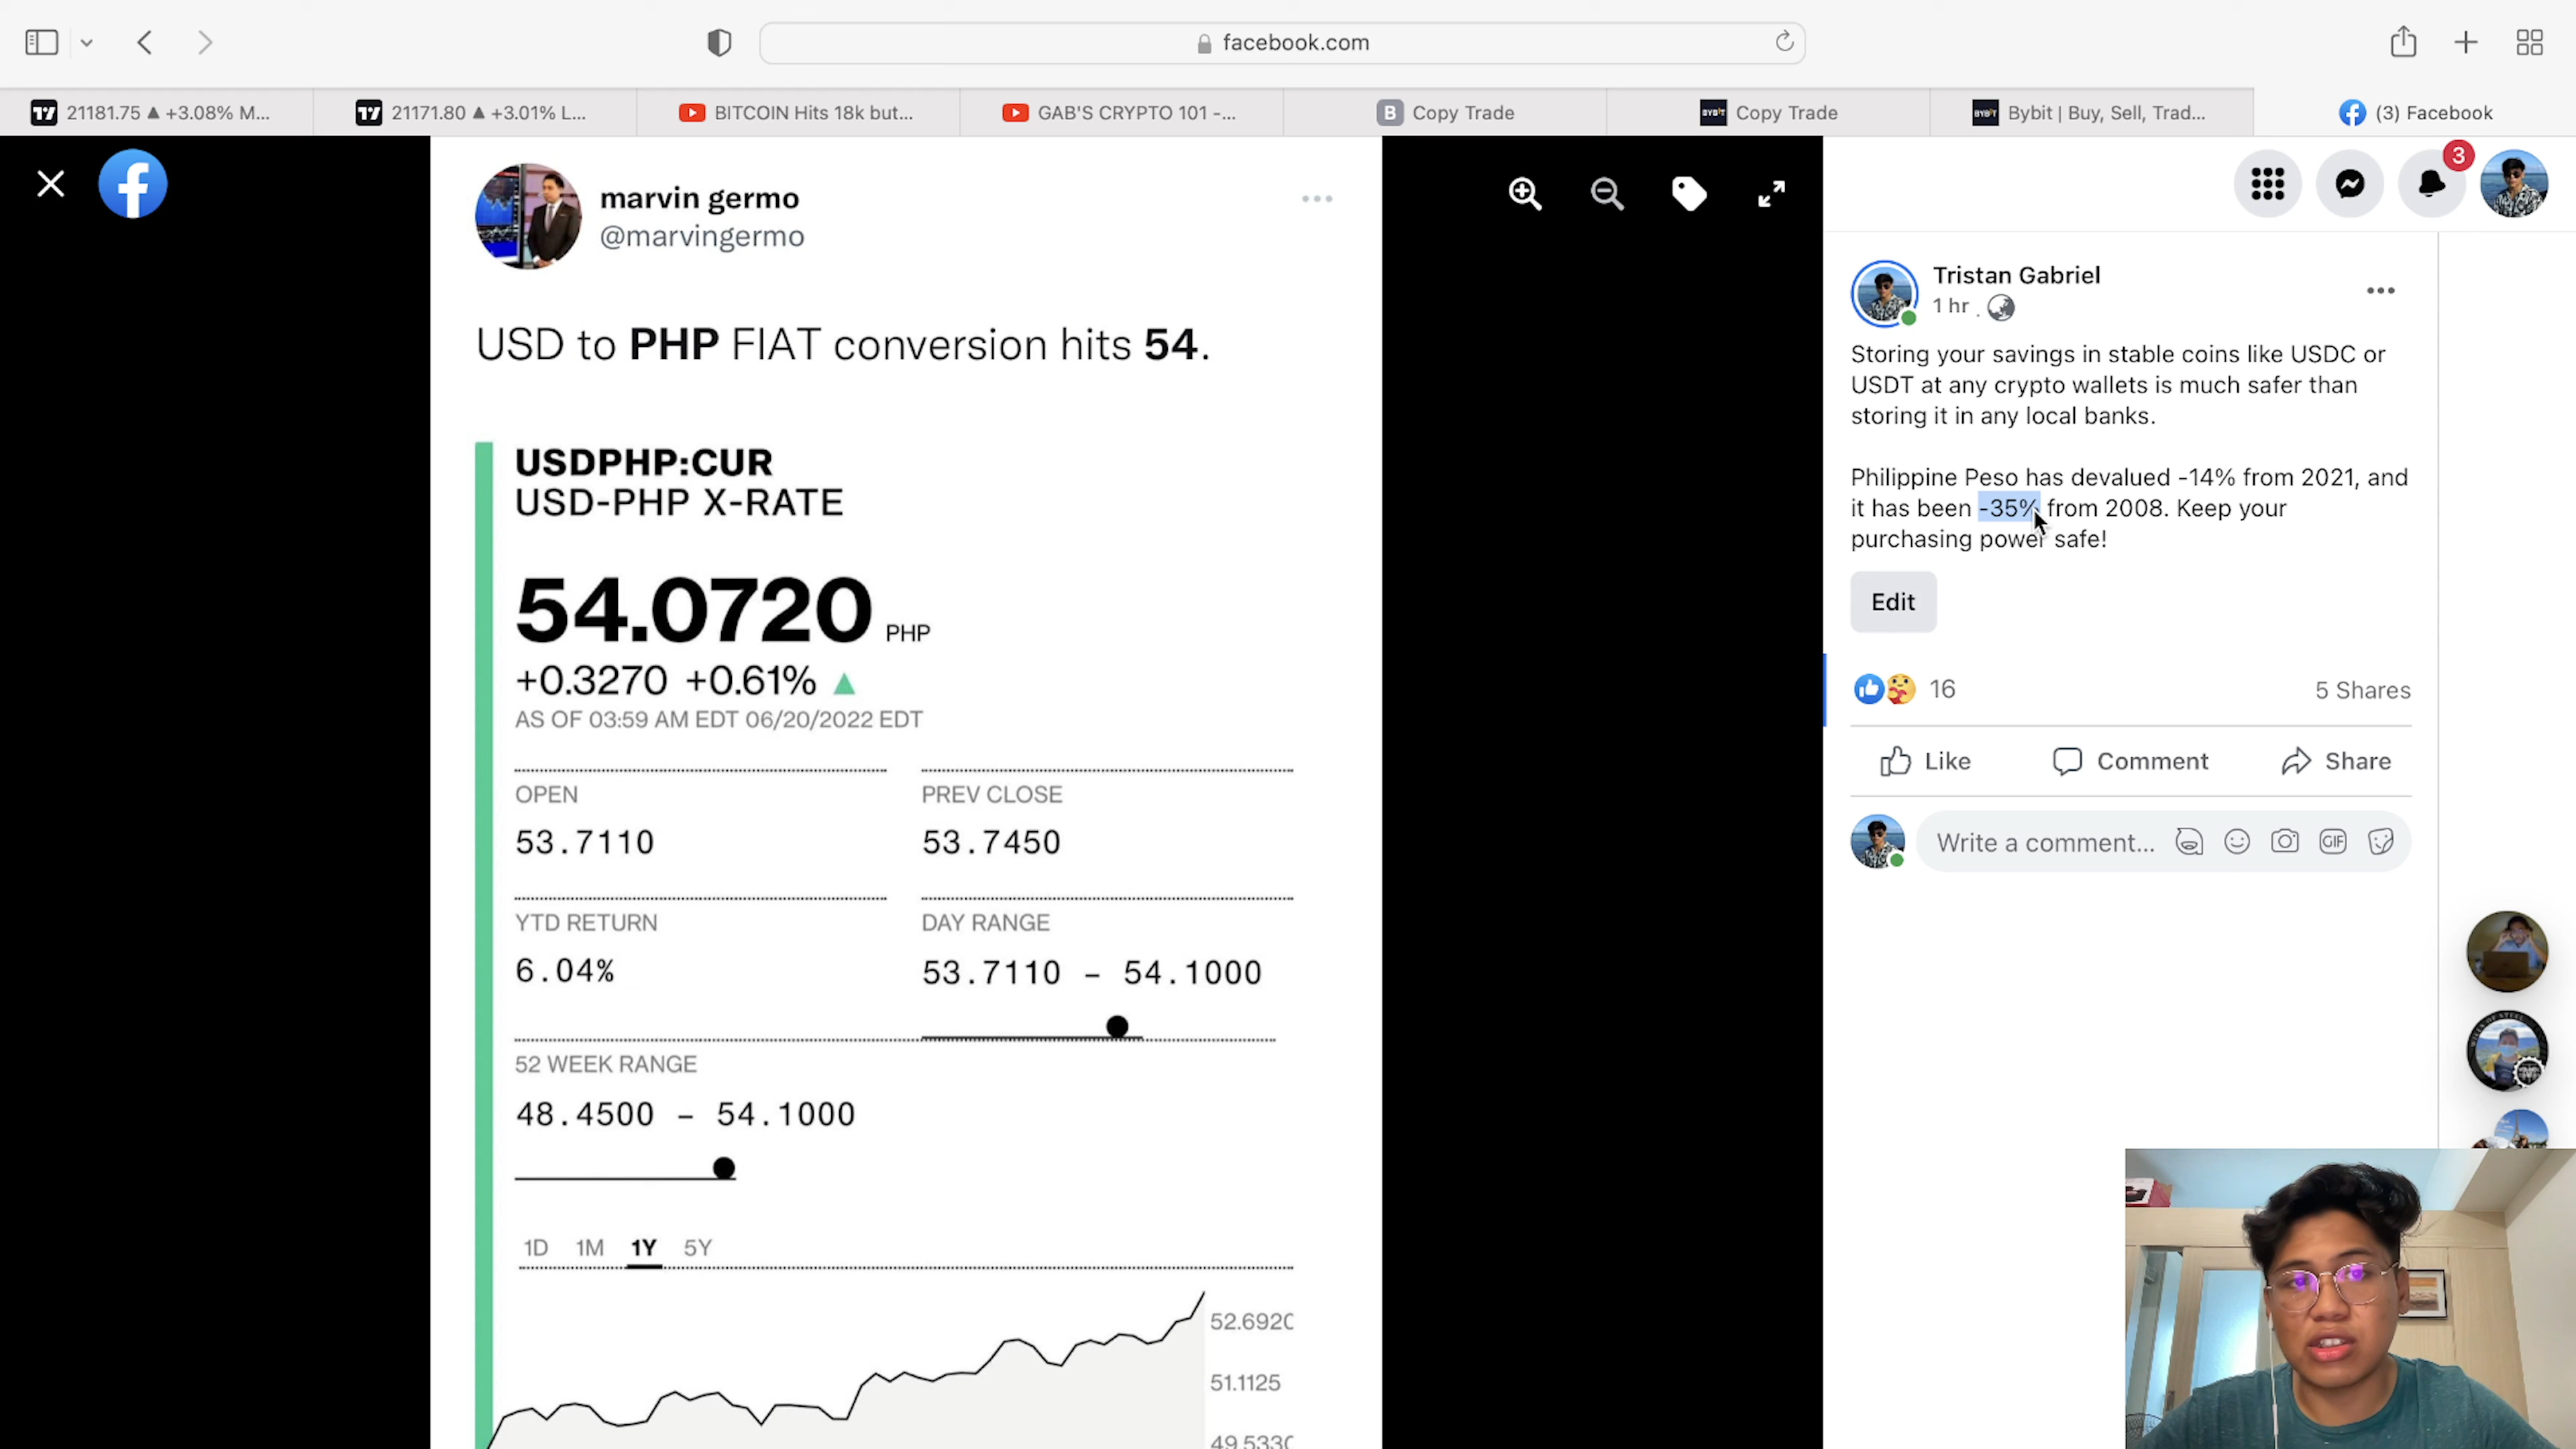 facebook.com
21181.75 ▲ +3.08% M...
21171.80 ▲ +3.01% L...
BITCOIN Hits 18k but...
GAB'S CRYPTO 101 -...
B Copy Trade
BYBIT Copy Trade
BYBIT Bybit | Buy, Sell, Trad...
(3) Facebook
3
marvin germo
@marvingermo
USD to PHP FIAT conversion hits 54.
USDPHP:CUR
USD-PHP X-RATE
54.0720 PHP
+0.3270 +0.61% ▲
AS OF 03:59 AM EDT 06/20/2022 EDT
OPEN
53.7110
PREV CLOSE
53.7450
YTD RETURN
6.04%
DAY RANGE
53.7110 – 54.1000
52 WEEK RANGE
48.4500 – 54.1000
1D 1M 1Y 5Y
52.692
51.1125
49.533
Tristan Gabriel
1 hr .
Storing your savings in stable coins like USDC or
USDT at any crypto wallets is much safer than
storing it in any local banks.
Philippine Peso has devalued -14% from 2021, and
it has been -35% from 2008. Keep your
purchasing power safe!
Edit
16
5 Shares
Like Comment Share
Write a comment...
GIF